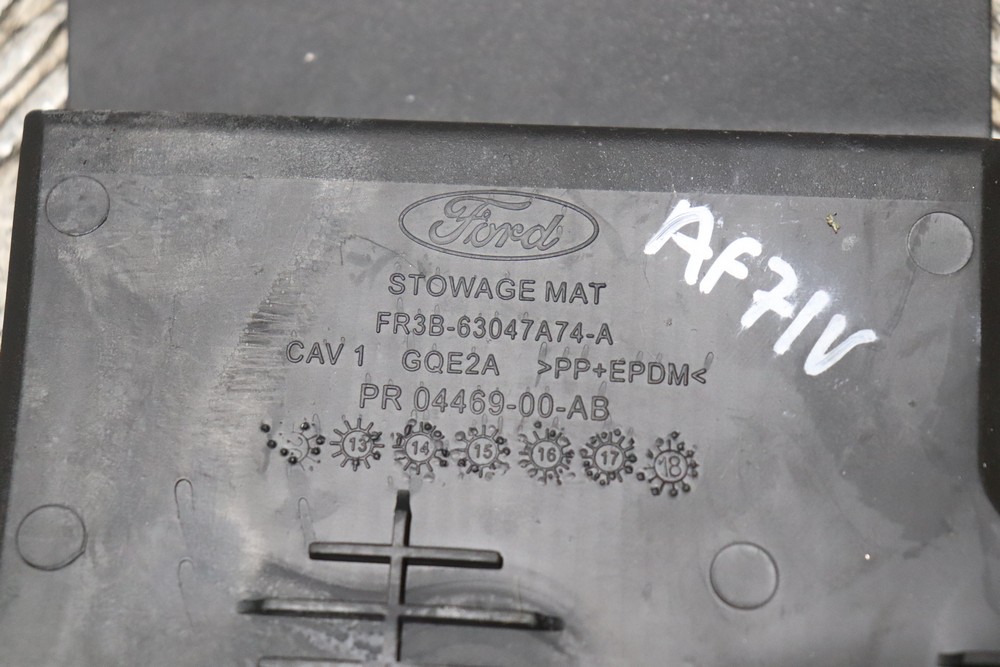 Ford
STOWAGE MAT
FR3B-63047A74-A
CAV 1 GQE2A >PP+EPDM<
PR 04469-00-AB
13 14 15 16 17 18
AF71V